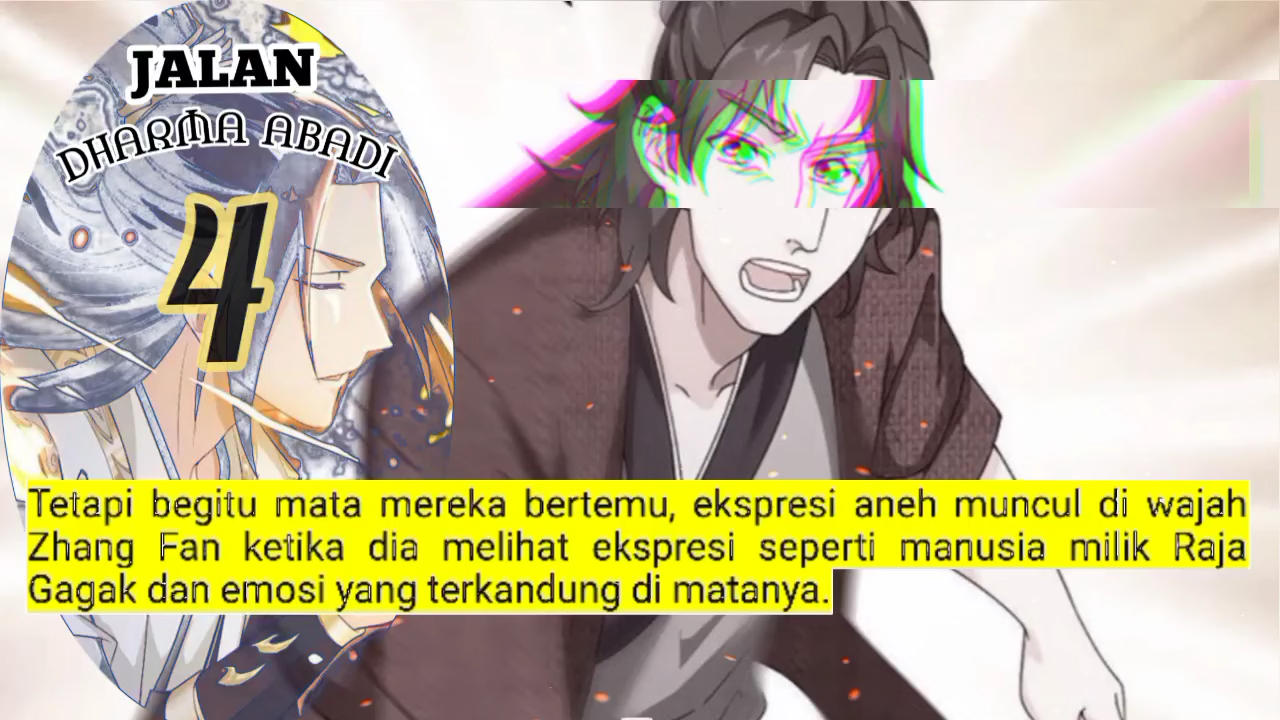 JALAN
DHARMA ABADI
4
Tetapi begitu mata mereka bertemu, ekspresi aneh muncul di wajah
Zhang Fan ketika dia melihat ekspresi seperti manusia milik Raja
Gagak dan emosi yang terkandung di matanya.